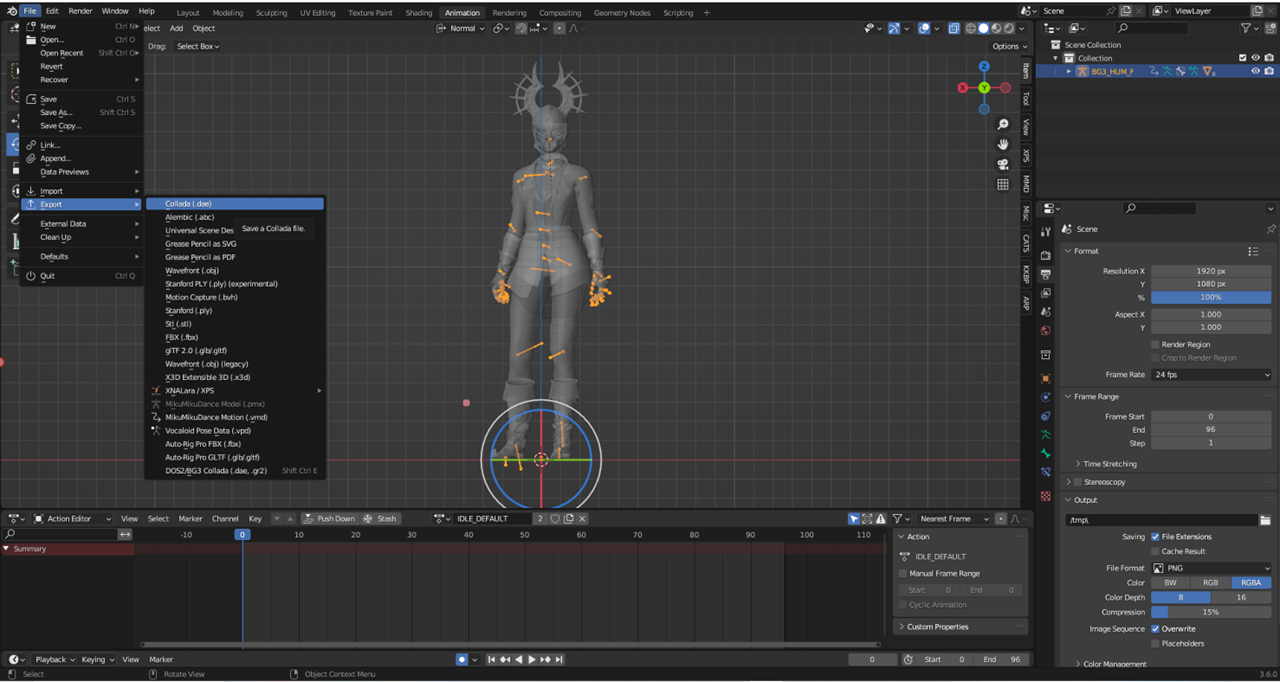 File Edit Render Window Help
Layout Modeling Sculpting UV Editing Texture Paint Shading Animation Rendering Compositing Geometry Nodes Scripting +
Scene
ViewLayer
New Ctrl N
Open... Ctrl O
Open Recent Shift Ctrl O
Revert
Recover
Save Ctrl S
Save As... Shift Ctrl S
Save Copy...
Link...
Append...
Data Previews
Import
Export
External Data
Clean Up
Defaults
Quit Ctrl Q
Collada (.dae)
Alembic (.abc)
Universal Scene Des
Save a Collada file.
Grease Pencil as SVG
Grease Pencil as PDF
Wavefront (.obj)
Stanford PLY (.ply) (experimental)
Motion Capture (.bvh)
Stanford (.ply)
Stl (.stl)
FBX (.fbx)
glTF 2.0 (.glb/.gltf)
Wavefront (.obj) (legacy)
X3D Extensible 3D (.x3d)
XNALara / XPS
MikuMikuDance Model (.pmx)
MikuMikuDance Motion (.vmd)
Vocaloid Pose Data (.vpd)
Auto-Rig Pro FBX (.fbx)
Auto-Rig Pro GLTF (.glb/.gltf)
DOS2/BG3 Collada (.dae, .gr2) Shift Ctrl E
elect Add Object
Normal
Drag: Select Box
Options
Z
X
Y
Item
Tool
View
XPS
MMD
Misc
CATS
KKBP
ARP
Scene Collection
Collection
BG3_HUM_F
Scene
Format
Resolution X 1920 px
Y 1080 px
% 100%
Aspect X 1.000
Y 1.000
Render Region
Crop to Render Region
Frame Rate 24 fps
Frame Range
Frame Start 0
End 96
Step 1
Time Stretching
Stereoscopy
Output
/tmp\
Saving File Extensions
Cache Result
File Format PNG
Color BW RGB RGBA
Color Depth 8 16
Compression 15%
Image Sequence Overwrite
Placeholders
Color Management
Action Editor View Select Marker Channel Key Push Down Stash IDLE_DEFAULT 2 Nearest Frame
-10 0 10 20 30 40 50 60 70 80 90 100 110
Summary
Action
IDLE_DEFAULT
Manual Frame Range
Start 0 End 0
Cyclic Animation
Custom Properties
Playback Keying View Marker 0 Start 0 End 96
Select Rotate View Object Context Menu 3.6.0